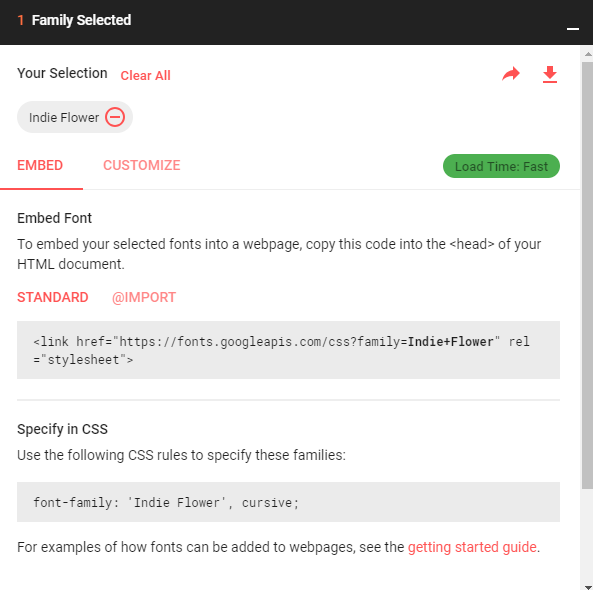 1 Family Selected
Your Selection Clear All
Indie Flower
EMBED CUSTOMIZE Load Time: Fast
Embed Font
To embed your selected fonts into a webpage, copy this code into the <head> of your
HTML document.
STANDARD @IMPORT
<link href="https://fonts.googleapis.com/css?family=Indie+Flower" rel
="stylesheet">
Specify in CSS
Use the following CSS rules to specify these families:
font-family: 'Indie Flower', cursive;
For examples of how fonts can be added to webpages, see the getting started guide.